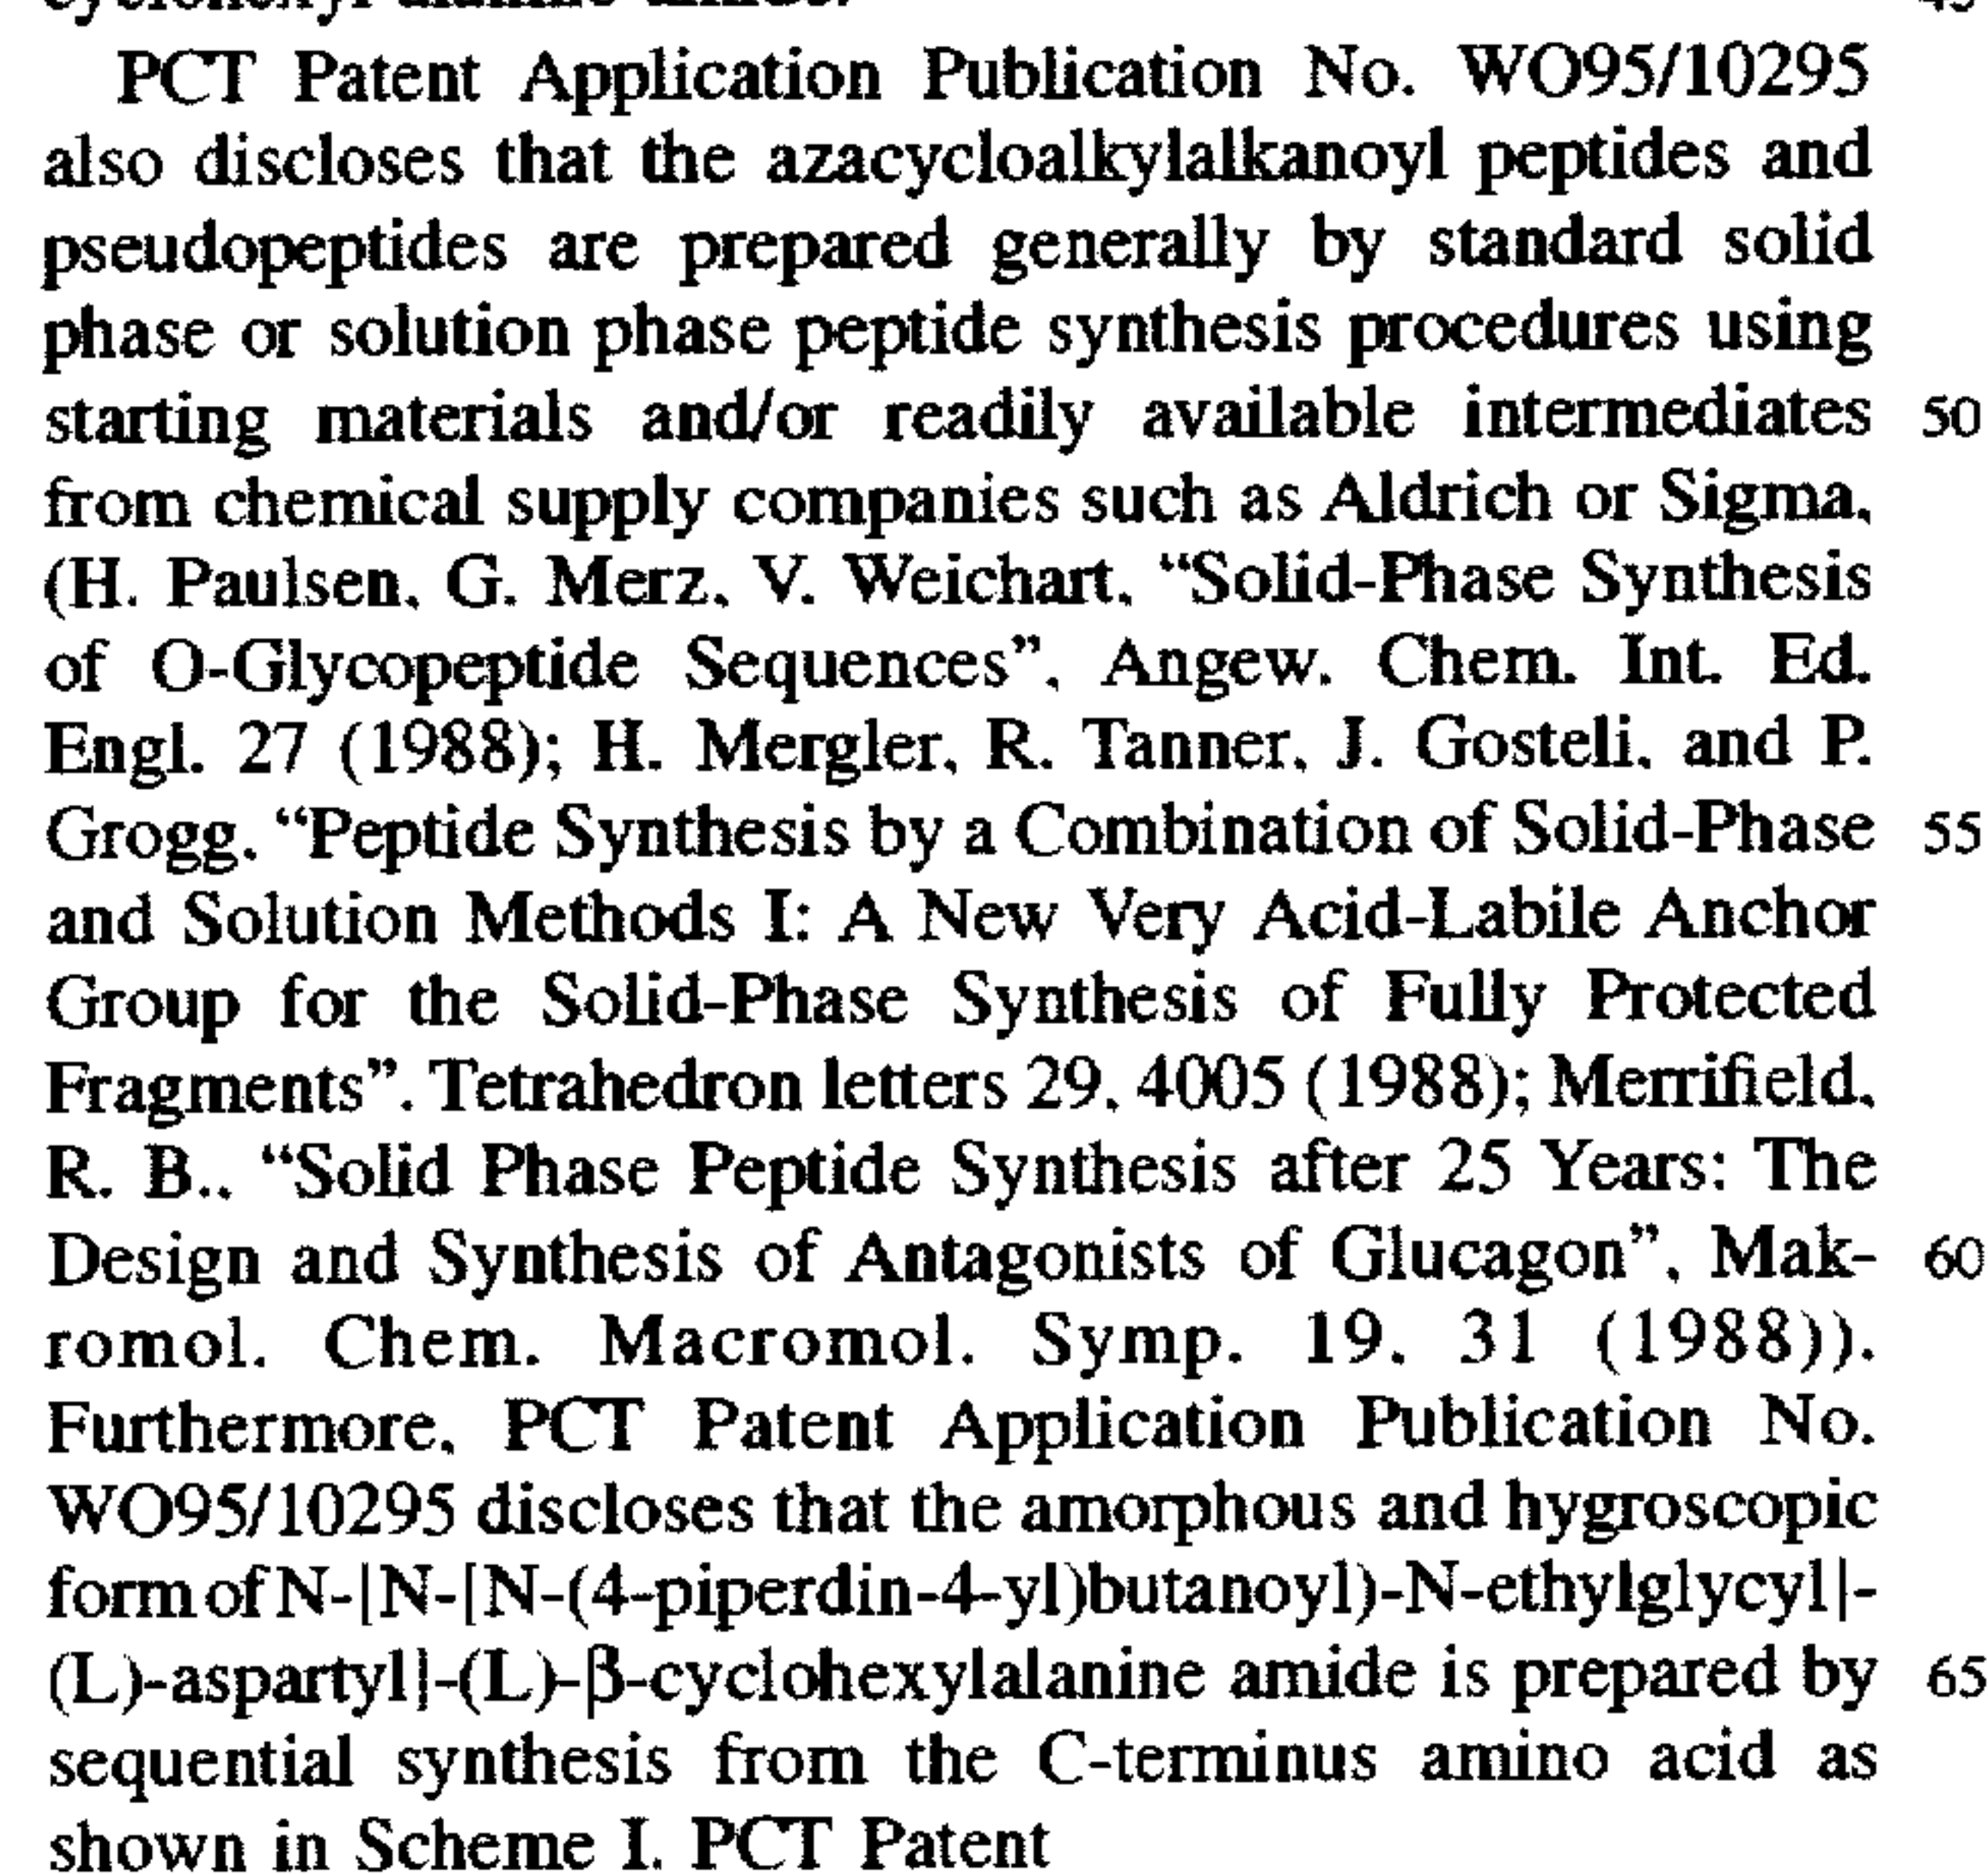 PCT Patent Application Publication No. WO95/10295
also discloses that the azacycloalkylalkanoyl peptides and
pseudopeptides are prepared generally by standard solid
phase or solution phase peptide synthesis procedures using
starting materials and/or readily available intermediates 50
from chemical supply companies such as Aldrich or Sigma,
(H. Paulsen, G. Merz, V. Weichart, “Solid-Phase Synthesis
of O-Glycopeptide Sequences”, Angew. Chem. Int. Ed.
Engl. 27 (1988); H. Mergler, R. Tanner, J. Gosteli, and P.
Grogg, “Peptide Synthesis by a Combination of Solid-Phase 55
and Solution Methods I: A New Very Acid-Labile Anchor
Group for the Solid-Phase Synthesis of Fully Protected
Fragments”. Tetrahedron letters 29, 4005 (1988); Merrifield,
R. B., “Solid Phase Peptide Synthesis after 25 Years: The
Design and Synthesis of Antagonists of Glucagon”, Mak- 60
romol. Chem. Macromol. Symp. 19, 31 (1988)).
Furthermore, PCT Patent Application Publication No.
WO95/10295 discloses that the amorphous and hygroscopic
form of N-[N-[N-(4-piperdin-4-yl)butanoyl)-N-ethylglycyl]-
(L)-aspartyl]-(L)-β-cyclohexylalanine amide is prepared by 65
sequential synthesis from the C-terminus amino acid as
shown in Scheme I. PCT Patent